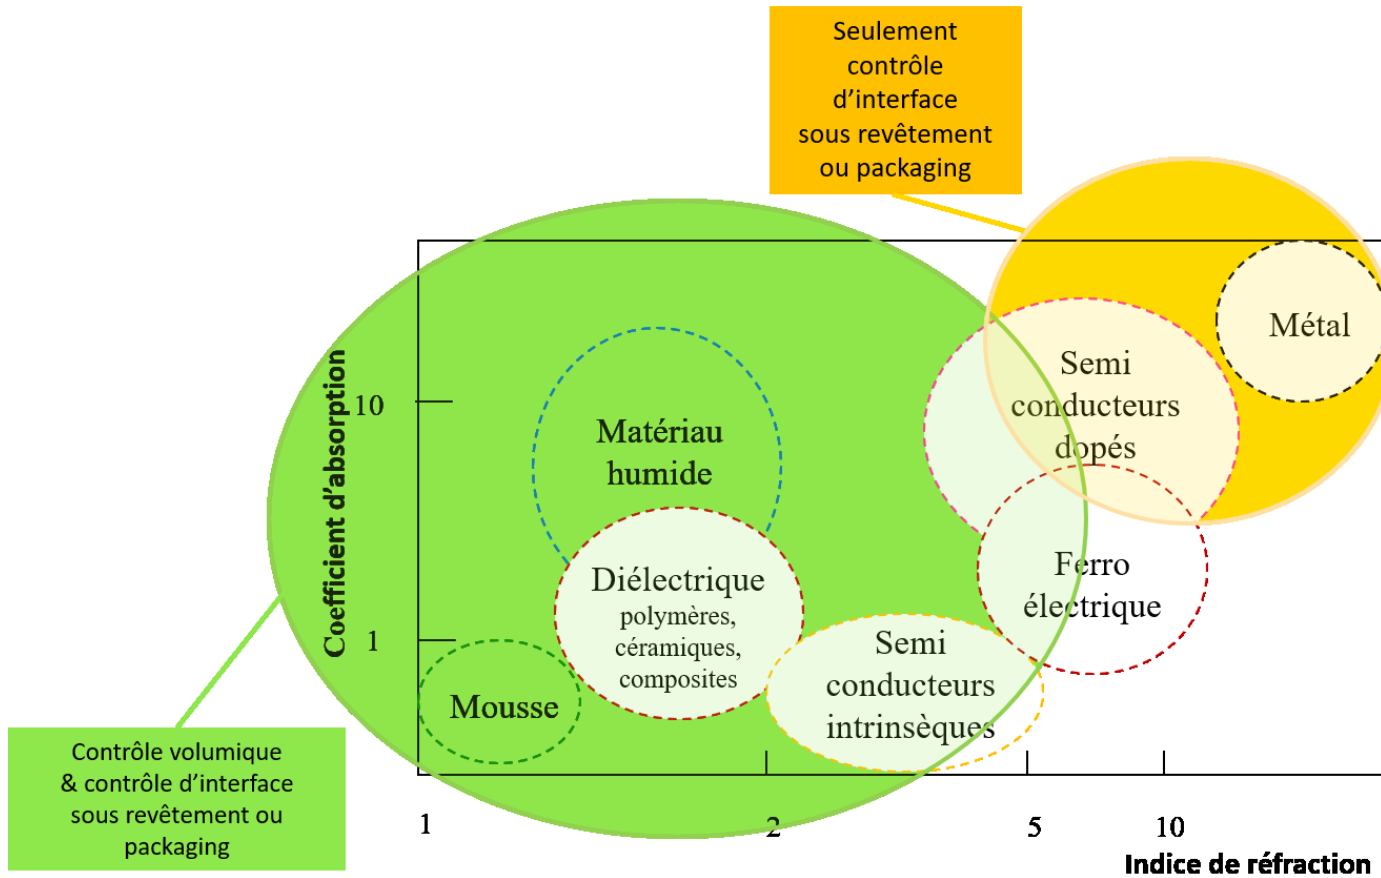 Seulement
contrôle
d'interface
sous revêtement
ou packaging
Métal
Semi
conducteurs
dopés
Coefficient d'absorption
10
Matériau
humide
Ferro
électrique
Diélectrique
polymères,
céramiques,
composites
1
Semi
conducteurs
intrinsèques
Mousse
Contrôle volumique
& contrôle d'interface
sous revêtement ou
packaging
1
2
5
10
Indice de réfraction